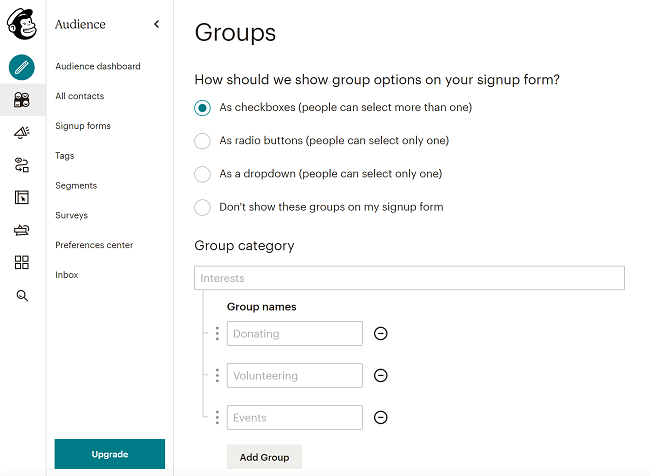 Audience
Audience dashboard
All contacts
Signup forms
Tags
Segments
Surveys
Preferences center
Inbox
Upgrade
Groups
How should we show group options on your signup form?
As checkboxes (people can select more than one)
As radio buttons (people can select only one)
As a dropdown (people can select only one)
Don't show these groups on my signup form
Group category
Interests
Group names
Donating
Volunteering
Events
Add Group